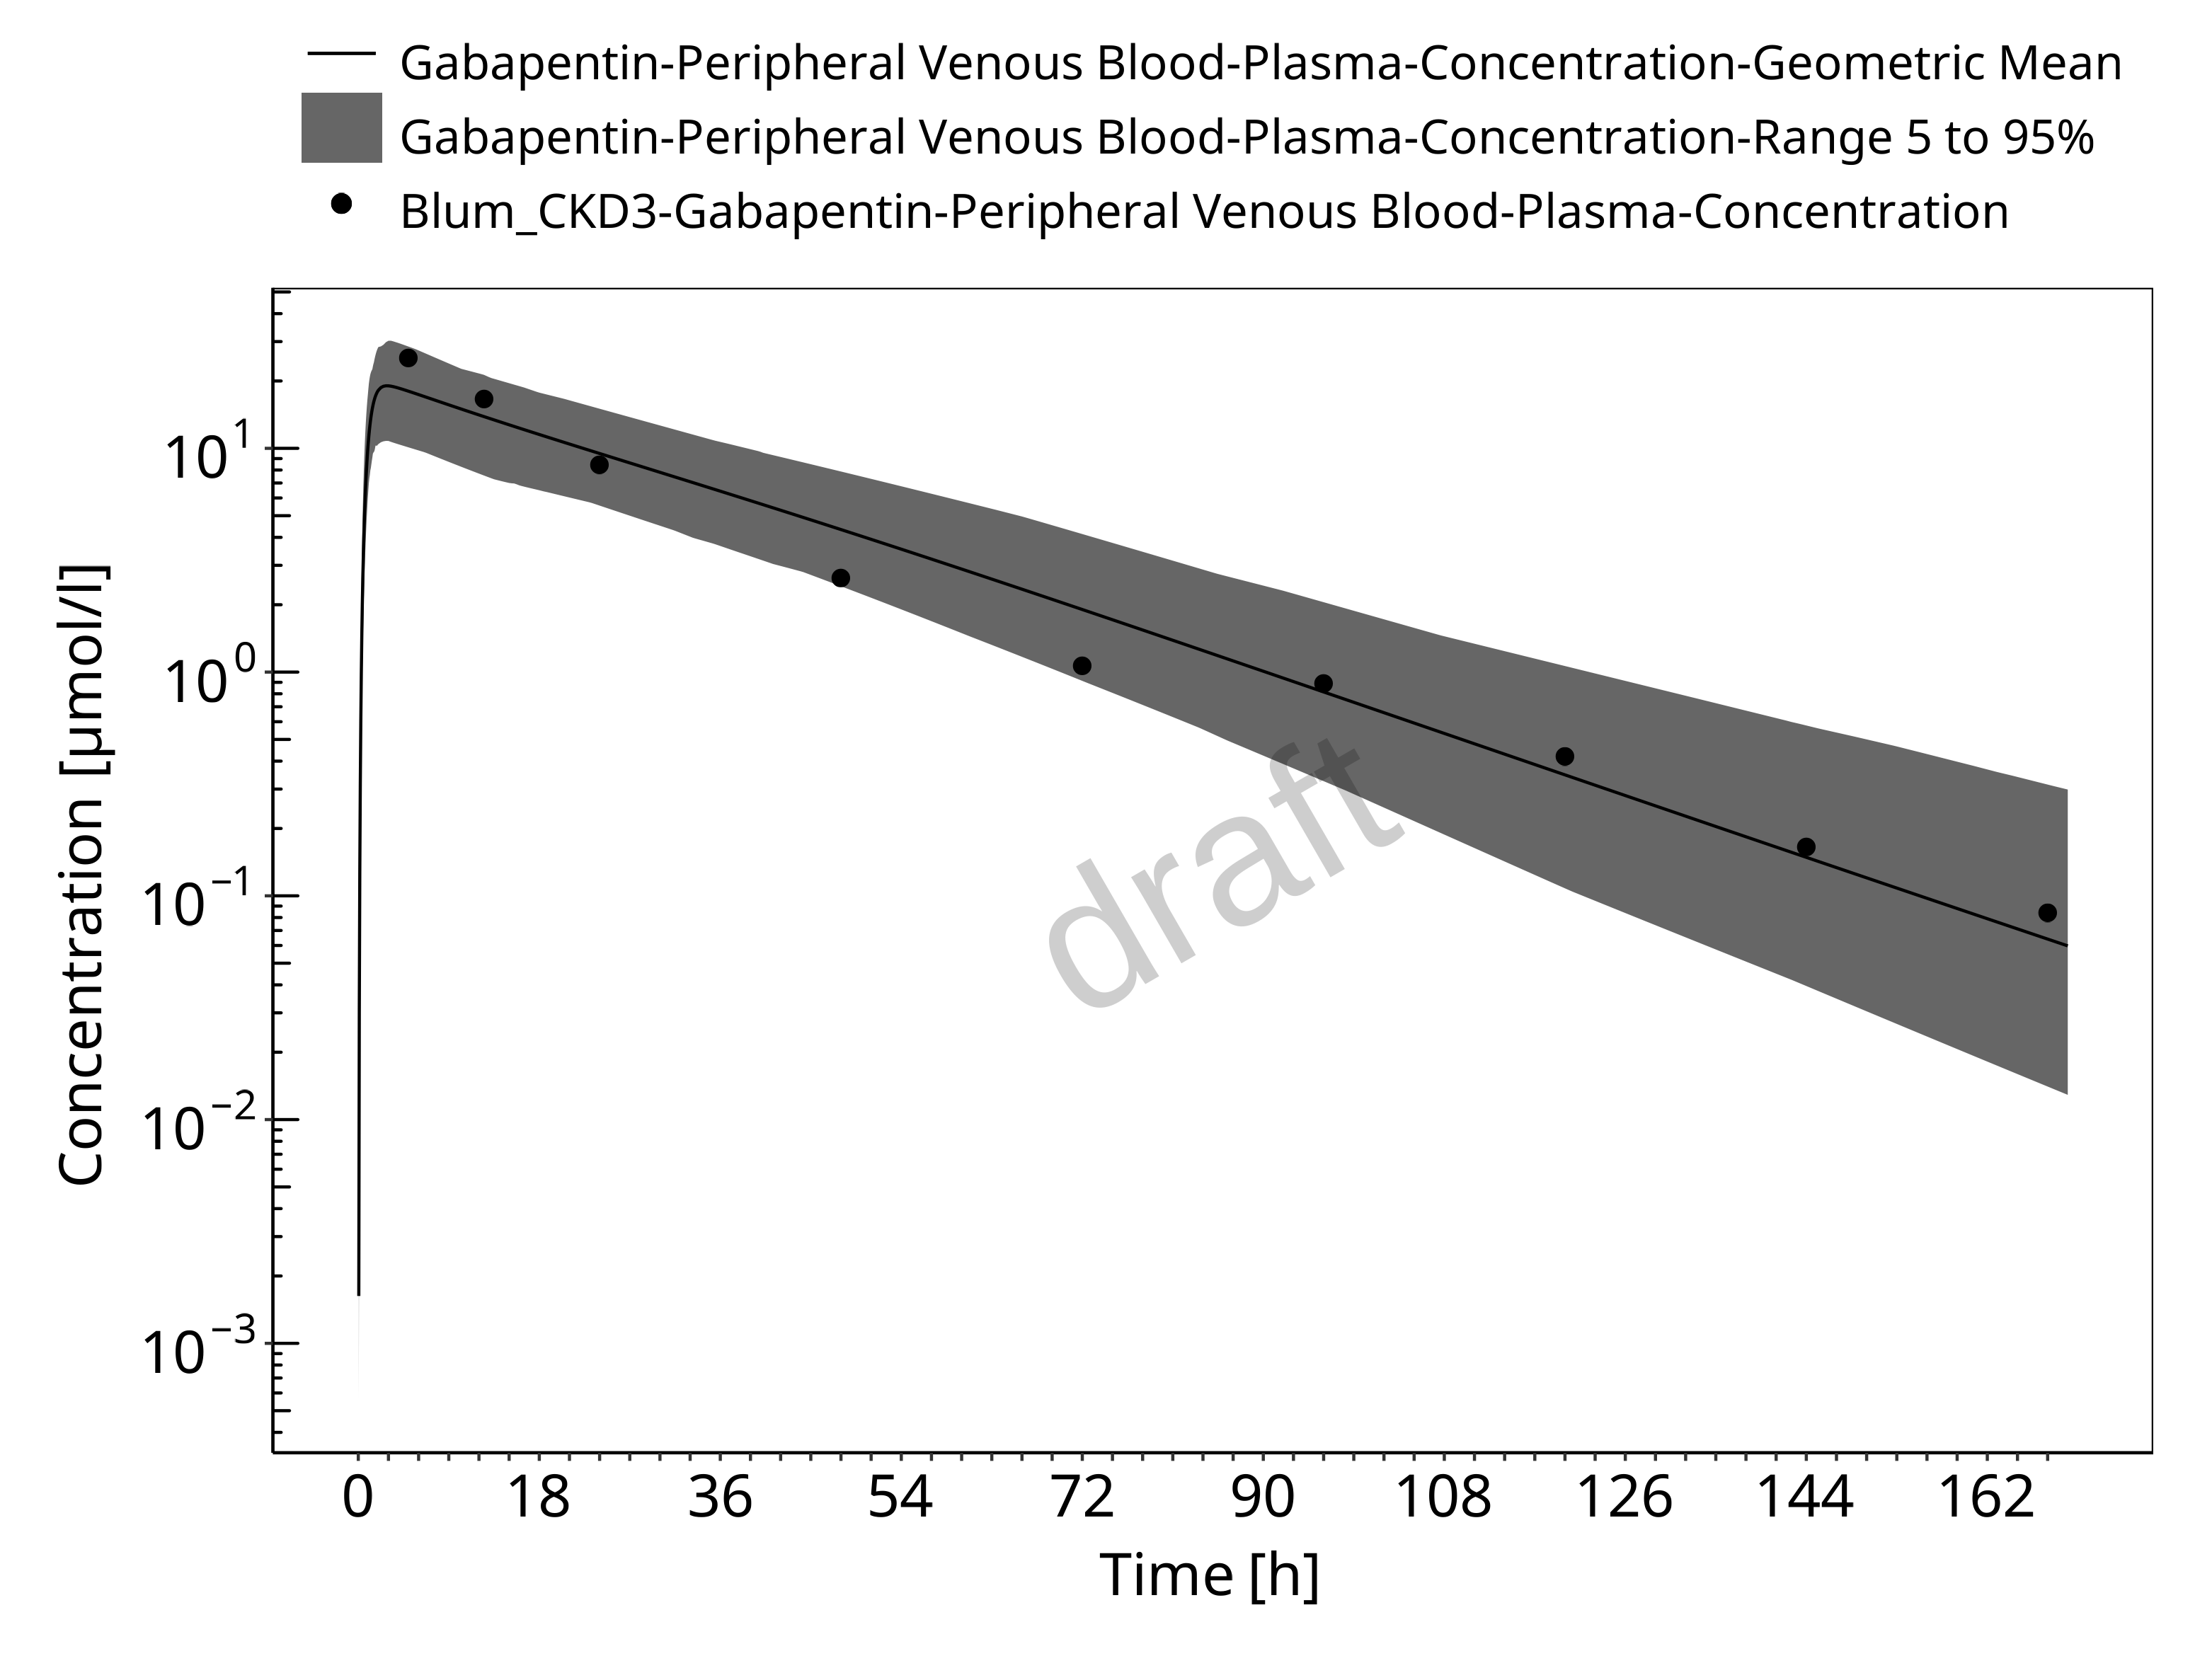 Gabapentin-Peripheral Venous Blood-Plasma-Concentration-Geometric Mean
Gabapentin-Peripheral Venous Blood-Plasma-Concentration-Range 5 to 95%
Blum_CKD3-Gabapentin-Peripheral Venous Blood-Plasma-Concentration
Concentration [µmol/l]
10^1
10^0
10^−1
10^−2
10^−3
draft
0 18 36 54 72 90 108 126 144 162
Time [h]